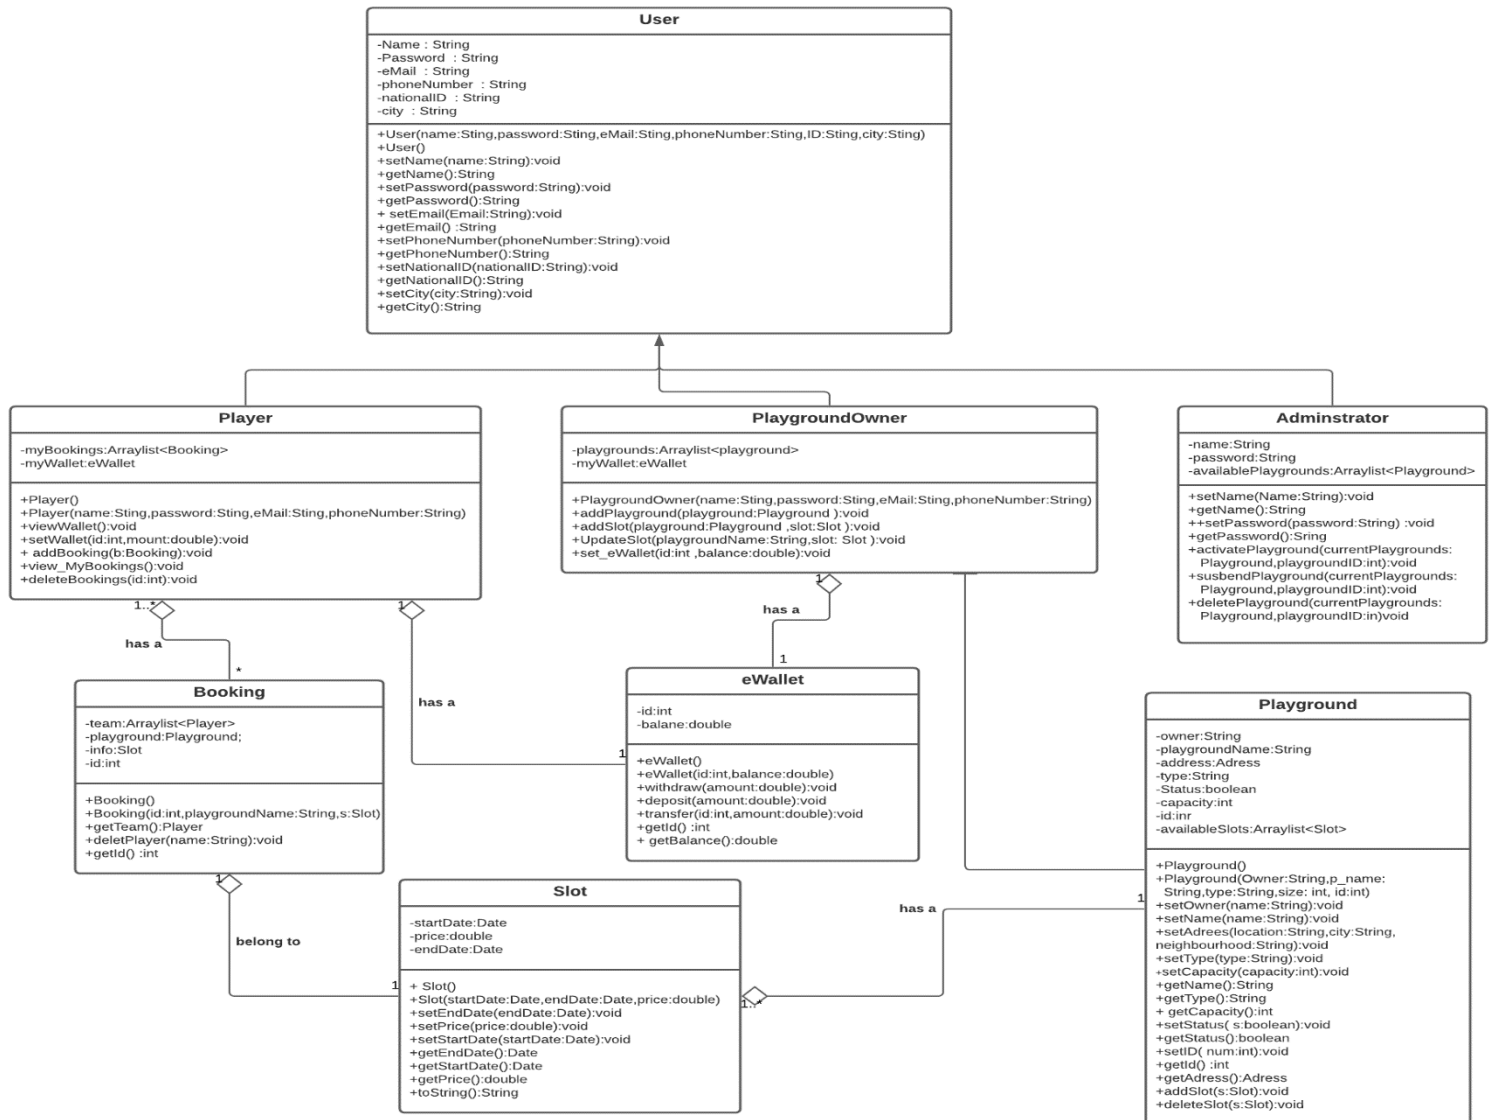 User
-Name : String
-Password : String
-eMail : String
-phoneNumber : String
-nationalID : String
-city : String
+User(name:Sting,password:Sting,eMail:Sting,phoneNumber:Sting,ID:Sting,city:Sting)
+User()
+setName(name:String):void
+getName():String
+setPassword(password:String):void
+getPassword():String
+ setEmail(Email:String):void
+getEmail() :String
+setPhoneNumber(phoneNumber:String):void
+getPhoneNumber():String
+setNationalID(nationalID:String):void
+getNationalID():String
+setCity(city:String):void
+getCity():String
Player
-myBookings:Arraylist<Booking>
-myWallet:eWallet
+Player()
+Player(name:Sting,password:Sting,eMail:Sting,phoneNumber:String)
+viewWallet():void
+setWallet(id:int,mount:double):void
+ addBooking(b:Booking):void
+view_MyBookings():void
+deleteBookings(id:int):void
PlaygroundOwner
-playgrounds:Arraylist<playground>
-myWallet:eWallet
+PlaygroundOwner(name:Sting,password:Sting,eMail:Sting,phoneNumber:String)
+addPlayground(playground:Playground ):void
+addSlot(playground:Playground ,slot:Slot ):void
+UpdateSlot(playgroundName:String,slot: Slot ):void
+set_eWallet(id:int ,balance:double):void
Adminstrator
-name:String
-password:String
-availablePlaygrounds:Arraylist<Playground>
+setName(Name:String):void
+getName():String
++setPassword(password:String) :void
+getPassword():Sring
+activatePlayground(currentPlaygrounds:
Playground,playgroundID:int):void
+susbendPlayground(currentPlaygrounds:
Playground,playgroundID:int):void
+deletePlayground(currentPlaygrounds:
Playground,playgroundID:in)void
1..*
has a
*
1
has a
1
1
has a
1
Booking
-team:Arraylist<Player>
-playground:Playground;
-info:Slot
-id:int
+Booking()
+Booking(id:int,playgroundName:String,s:Slot)
+getTeam():Player
+deletPlayer(name:String):void
+getId() :int
eWallet
-id:int
-balane:double
+eWallet()
+eWallet(id:int,balance:double)
+withdraw(amount:double):void
+deposit(amount:double):void
+transfer(id:int,amount:double):void
+getId() :int
+ getBalance():double
1
belong to
1
Slot
-startDate:Date
-price:double
-endDate:Date
+ Slot()
+Slot(startDate:Date,endDate:Date,price:double)
+setEndDate(endDate:Date):void
+setPrice(price:double):void
+setStartDate(startDate:Date):void
+getEndDate():Date
+getStartDate():Date
+getPrice():double
+toString():String
1..*
has a
1
Playground
-owner:String
-playgroundName:String
-address:Adress
-type:String
-Status:boolean
-capacity:int
-id:inr
-availableSlots:Arraylist<Slot>
+Playground()
+Playground(Owner:String,p_name:
String,type:String,size: int, id:int)
+setOwner(name:String):void
+setName(name:String):void
+setAdrees(location:String,city:String,
neighbourhood:String):void
+setType(type:String):void
+setCapacity(capacity:int):void
+getName():String
+getType():String
+ getCapacity():int
+setStatus( s:boolean):void
+getStatus():boolean
+setID( num:int):void
+getId() :int
+getAdress():Adress
+addSlot(s:Slot):void
+deleteSlot(s:Slot):void